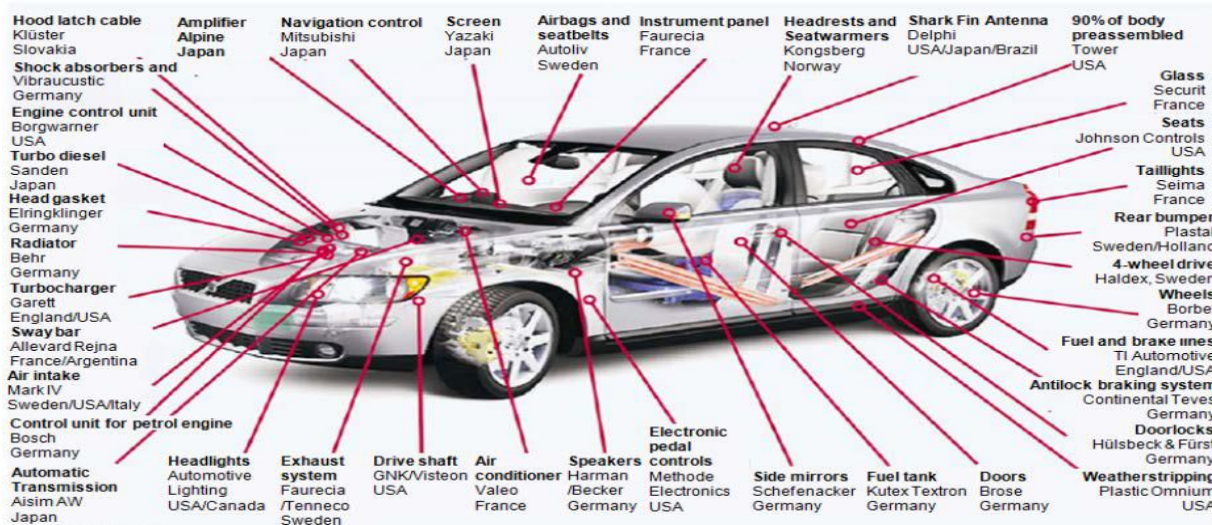 Hood latch cable
Klüster
Slovakia
Shock absorbers and
Vibraucustic
Germany
Engine control unit
Borgwarner
USA
Turbo diesel
Sanden
Japan
Head gasket
Elringklinger
Germany
Radiator
Behr
Germany
Turbocharger
Garett
England/USA
Sway bar
Allevard Rejna
France/Argentina
Air intake
Mark IV
Sweden/USA/Italy
Control unit for petrol engine
Bosch
Germany
Automatic
Transmission
Aisim AW
Japan
Amplifier
Alpine
Japan
Navigation control
Mitsubishi
Japan
Screen
Yazaki
Japan
Airbags and
seatbelts
Autoliv
Sweden
Instrument panel
Faurecia
France
Headrests and
Seatwarmers
Kongsberg
Norway
Shark Fin Antenna
Delphi
USA/Japan/Brazil
90% of body
preassembled
Tower
USA
Glass
Securit
France
Seats
Johnson Controls
USA
Taillights
Seima
France
Rear bumper
Plastal
Sweden/Holland
4-wheel drive
Haldex, Sweden
Wheels
Borbet
Germany
Fuel and brake lines
TI Automotive
England/USA
Antilock braking system
Continental Teves
Germany
Doorlocks
Hülsbeck & Fürst
Germany
Weatherstripping
Plastic Omnium
USA
Headlights
Automotive
Lighting
USA/Canada
Exhaust
system
Faurecia
/Tenneco
Sweden
Drive shaft
GNK/Visteon
USA
Air
conditioner
Valeo
France
Speakers
Harman
/Becker
Germany
Electronic
pedal
controls
Methode
Electronics
USA
Side mirrors
Schefenacker
Germany
Fuel tank
Kutex Textron
Germany
Doors
Brose
Germany